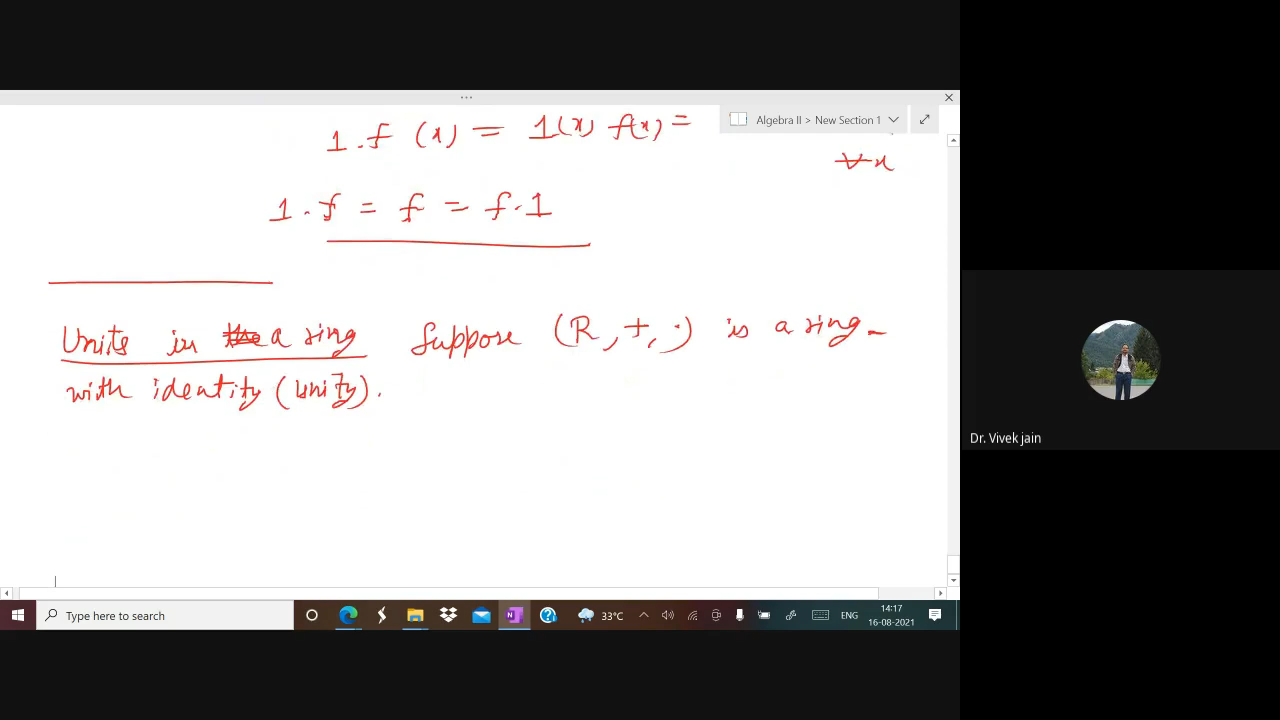 Algebra II > New Section 1
1.f (x) = 1(x) f(x) =
∀x
1.f = f = f.1
Units in a ring Suppose (R, +, .) is a ring
with identity (Unity).
Dr. Vivek jain
Type here to search
33°C
ENG
14:17
16-08-2021